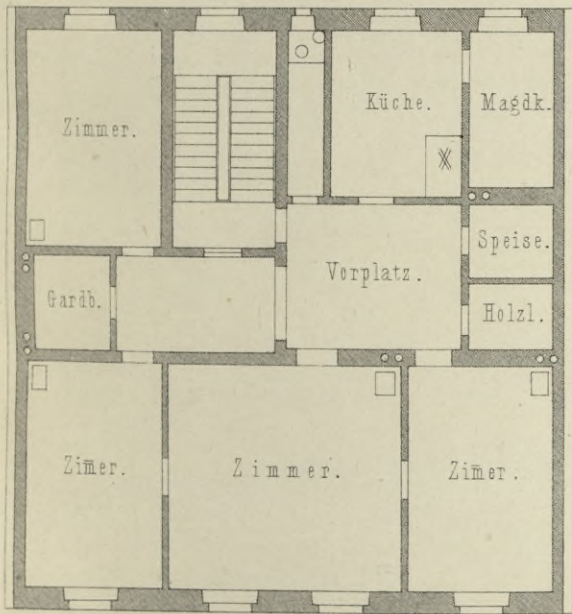 Zimmer.
Küche.
Magdk.
Speise.
Vorplatz.
Gardb.
Holzl.
Zim̄er.
Zimmer.
Zim̄er.